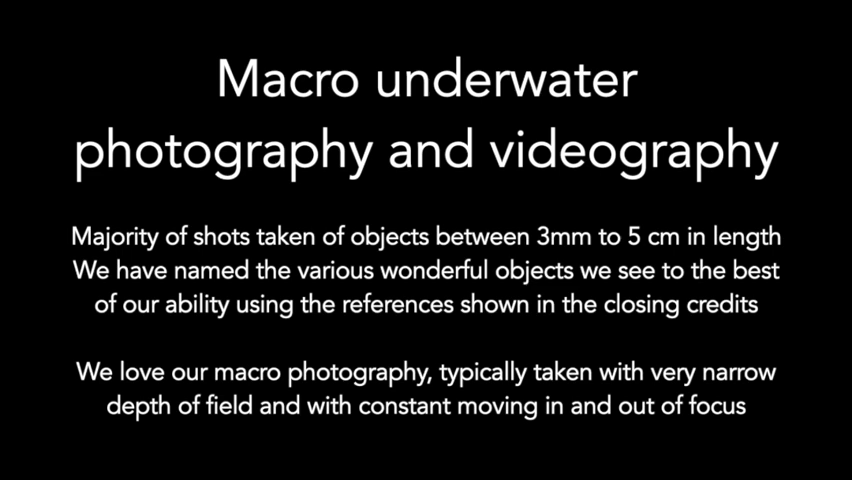 Macro underwater
photography and videography
Majority of shots taken of objects between 3mm to 5 cm in length
We have named the various wonderful objects we see to the best
of our ability using the references shown in the closing credits
We love our macro photography, typically taken with very narrow
depth of field and with constant moving in and out of focus